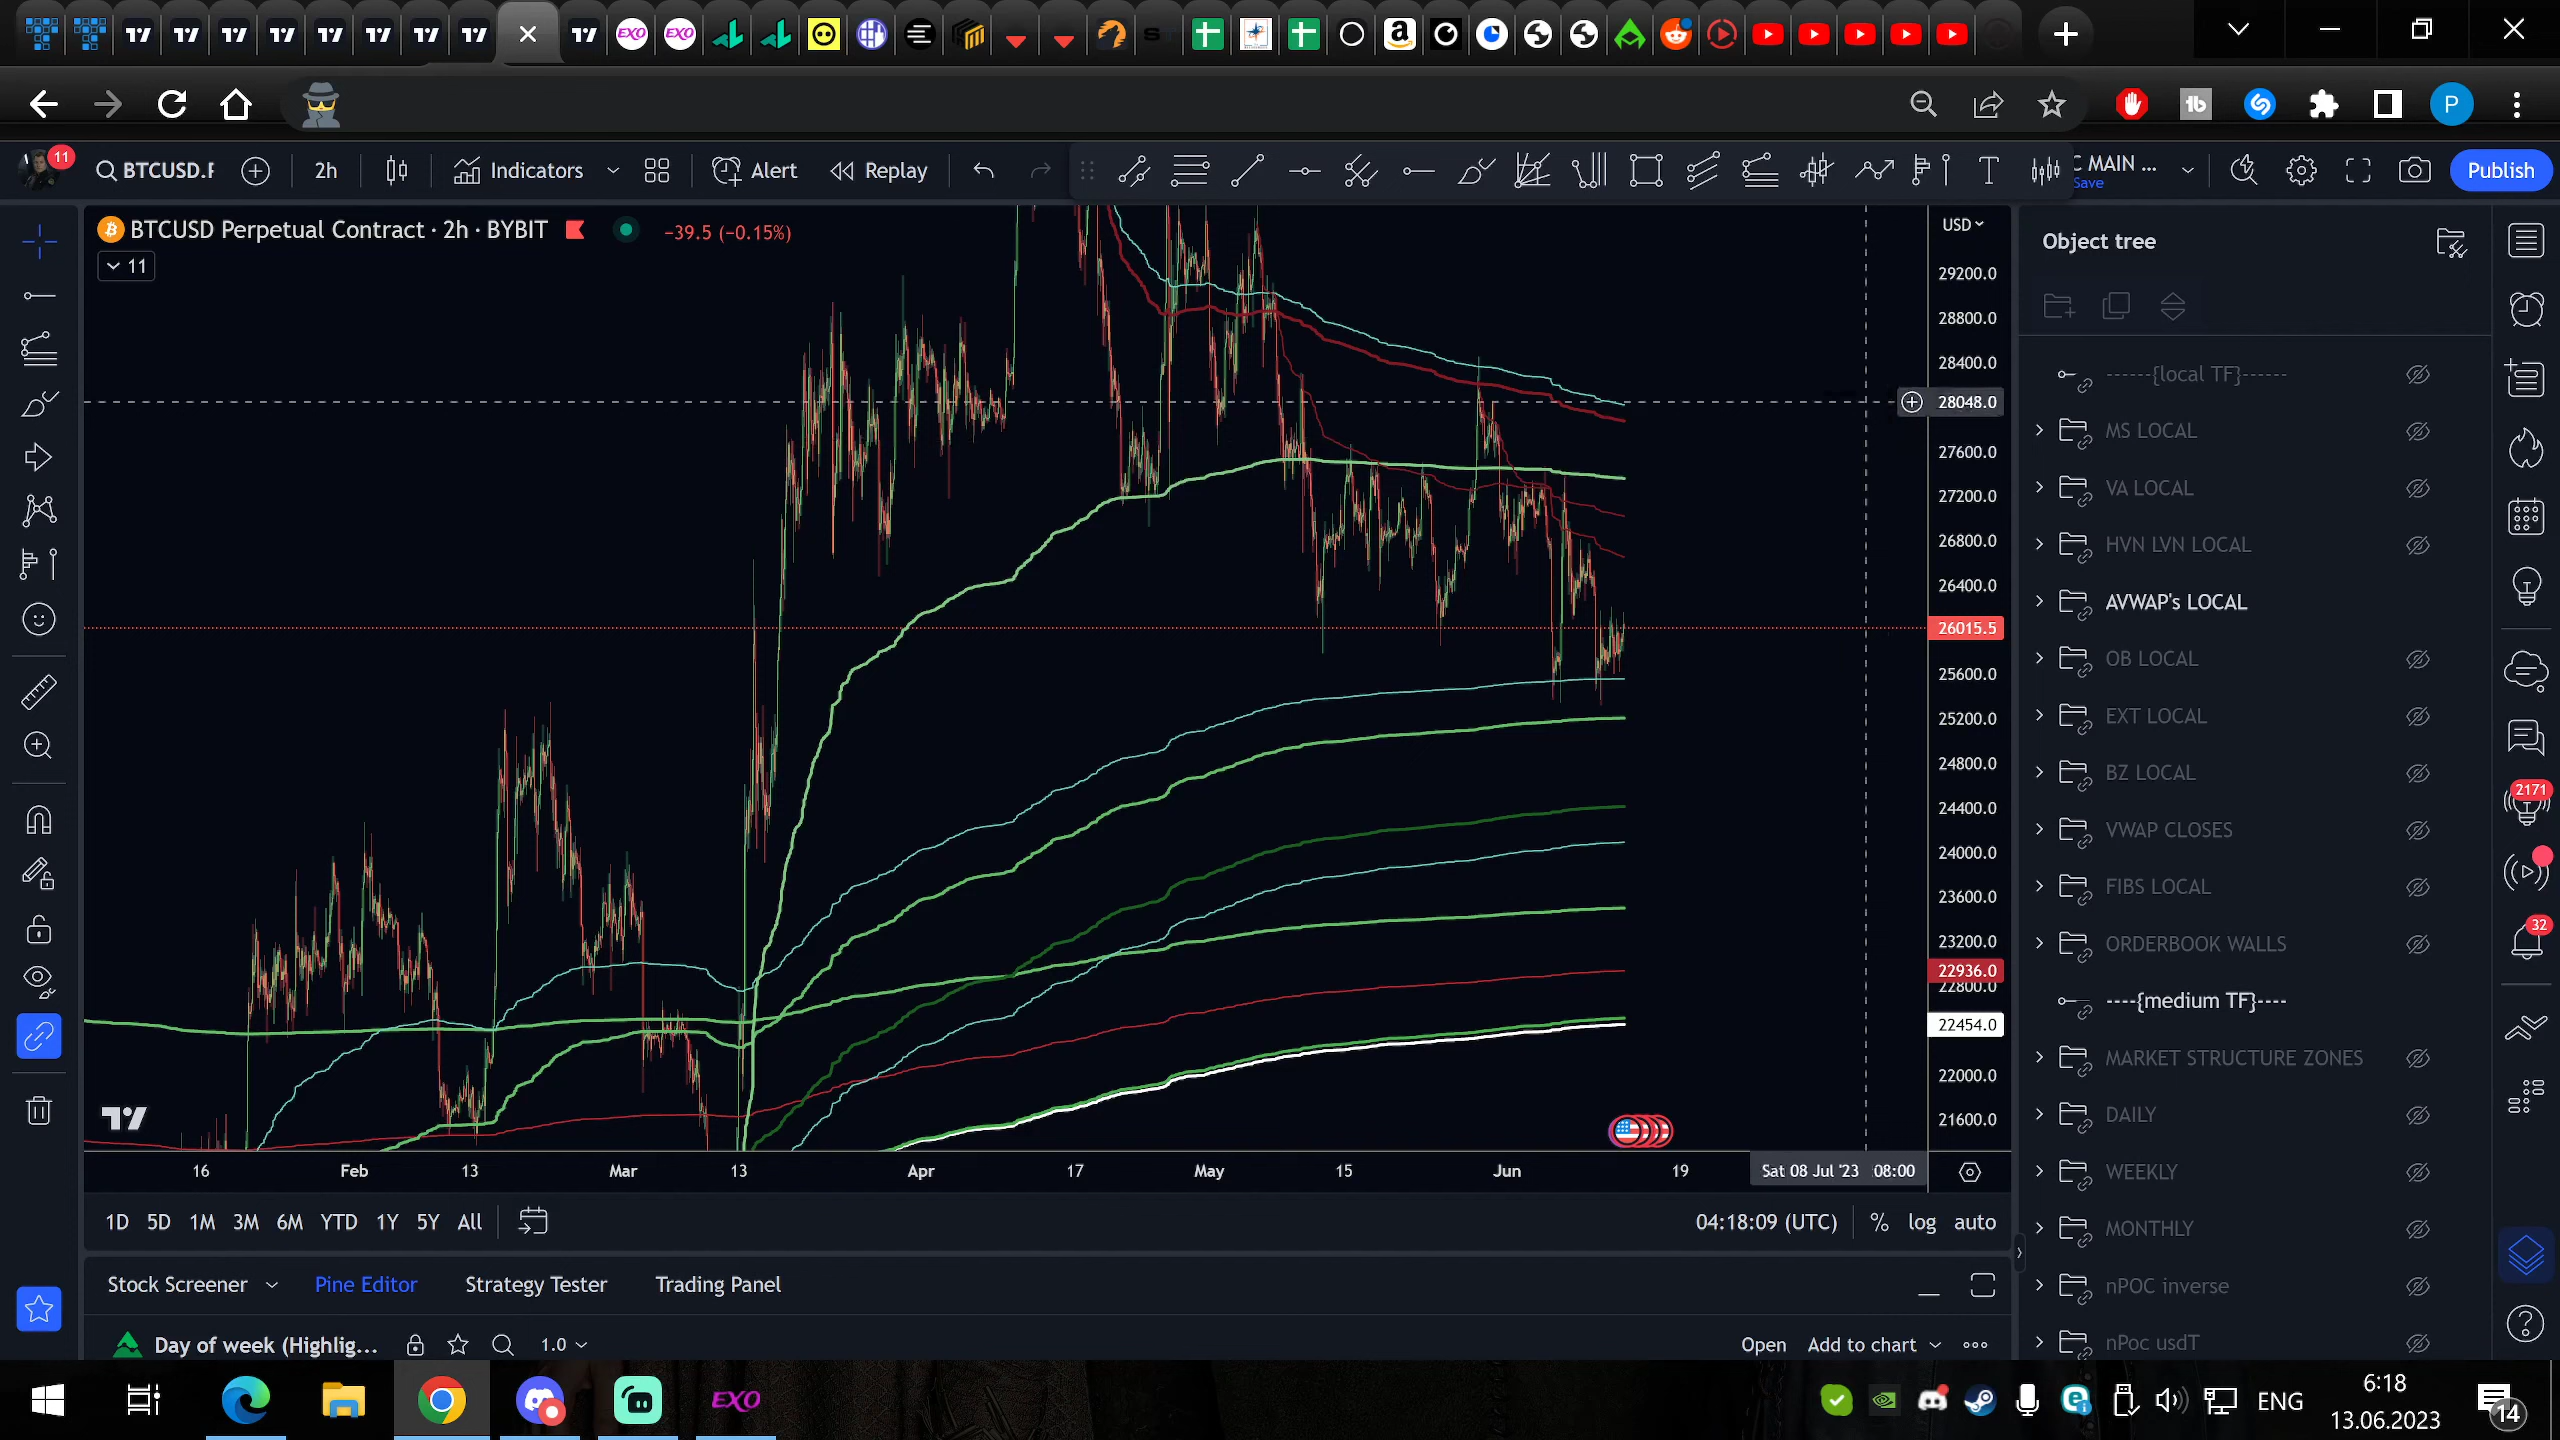 EXO
EXO
P
11
BTCUSD.P
2h
Indicators
Alert
Replay
C MAIN ...
Save
Publish
BTCUSD Perpetual Contract · 2h · BYBIT
−39.5 (−0.15%)
11
USD
29200.0
28800.0
28400.0
28048.0
27600.0
27200.0
26800.0
26400.0
26015.5
25600.0
25200.0
24800.0
24400.0
24000.0
23600.0
23200.0
22936.0
22800.0
22454.0
22000.0
21600.0
16
Feb
13
Mar
13
Apr
17
May
15
Jun
19
Sat 08 Jul '23 08:00
1D 5D 1M 3M 6M YTD 1Y 5Y All
04:18:09 (UTC)
%
log
auto
Stock Screener
Pine Editor
Strategy Tester
Trading Panel
Day of week (Highlig...
1.0
Open
Add to chart
Object tree
------{local TF}------
MS LOCAL
VA LOCAL
HVN LVN LOCAL
AVWAP's LOCAL
OB LOCAL
EXT LOCAL
BZ LOCAL
VWAP CLOSES
FIBS LOCAL
ORDERBOOK WALLS
----{medium TF}----
MARKET STRUCTURE ZONES
DAILY
WEEKLY
MONTHLY
nPOC inverse
nPoc usdT
2171
32
EXO
ENG
6:18
13.06.2023
14